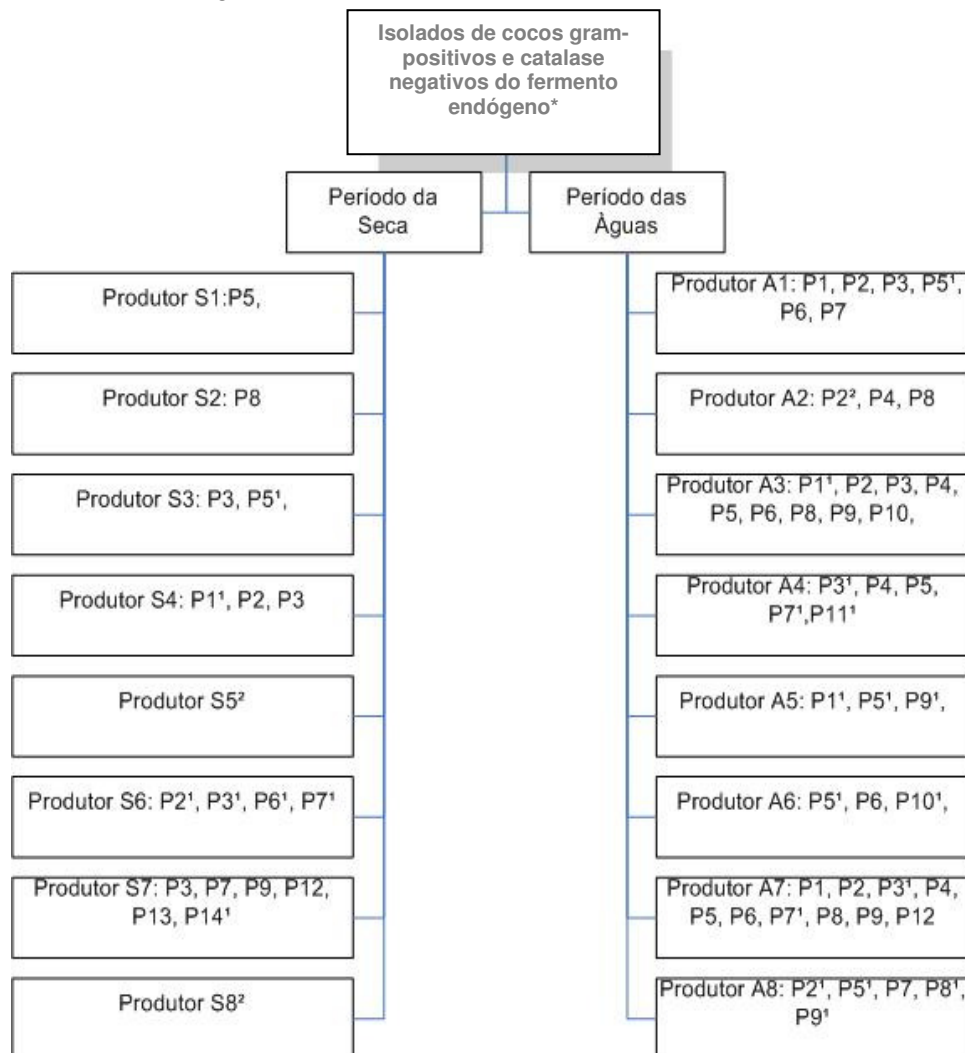 Isolados de cocos gram-
positivos e catalase
negativos do fermento
endógeno*
Período da
Seca
Período das
Àguas
Produtor S1:P5,
Produtor S2: P8
Produtor S3: P3, P5¹,
Produtor S4: P1¹, P2, P3
Produtor S5²
Produtor S6: P2¹, P3¹, P6¹, P7¹
Produtor S7: P3, P7, P9, P12,
P13, P14¹
Produtor S8²
Produtor A1: P1, P2, P3, P5¹,
P6, P7
Produtor A2: P2², P4, P8
Produtor A3: P1¹, P2, P3, P4,
P5, P6, P8, P9, P10,
Produtor A4: P3¹, P4, P5,
P7¹,P11¹
Produtor A5: P1¹, P5¹, P9¹,
Produtor A6: P5¹, P6, P10¹,
Produtor A7: P1, P2, P3¹, P4,
P5, P6, P7¹, P8, P9, P12
Produtor A8: P2¹, P5¹, P7, P8¹,
P9¹